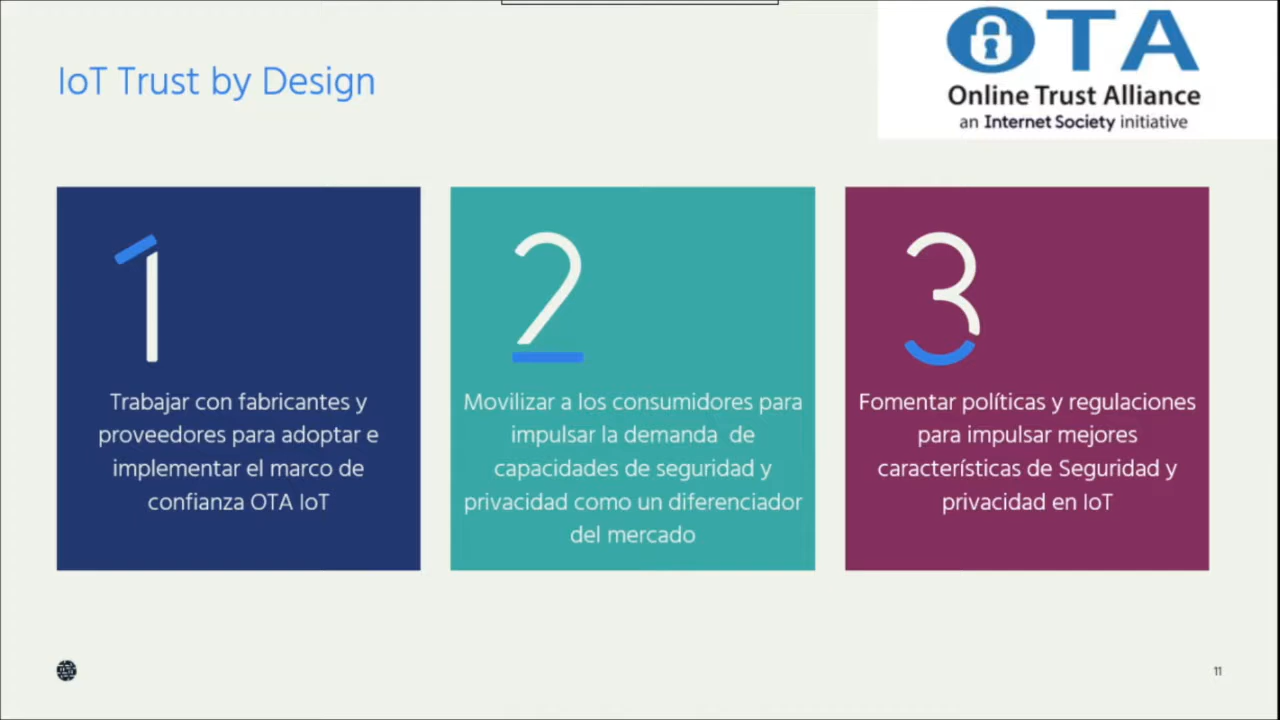 IoT Trust by Design
OTA
Online Trust Alliance
an Internet Society initiative
1
Trabajar con fabricantes y
proveedores para adoptar e
implementar el marco de
confianza OTA IoT
2
Movilizar a los consumidores para
impulsar la demanda  de
capacidades de seguridad y
privacidad como un diferenciador
del mercado
3
Fomentar políticas y regulaciones
para impulsar mejores
características de Seguridad y
privacidad en IoT
11